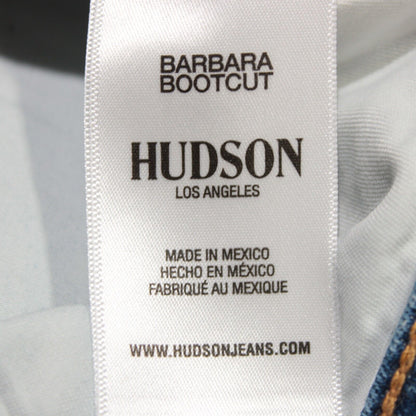 BARBARA
BOOTCUT
HUDSON
LOS ANGELES
MADE IN MEXICO
HECHO EN MÉXICO
FABRIQUÉ AU MEXIQUE
WWW.HUDSONJEANS.COM